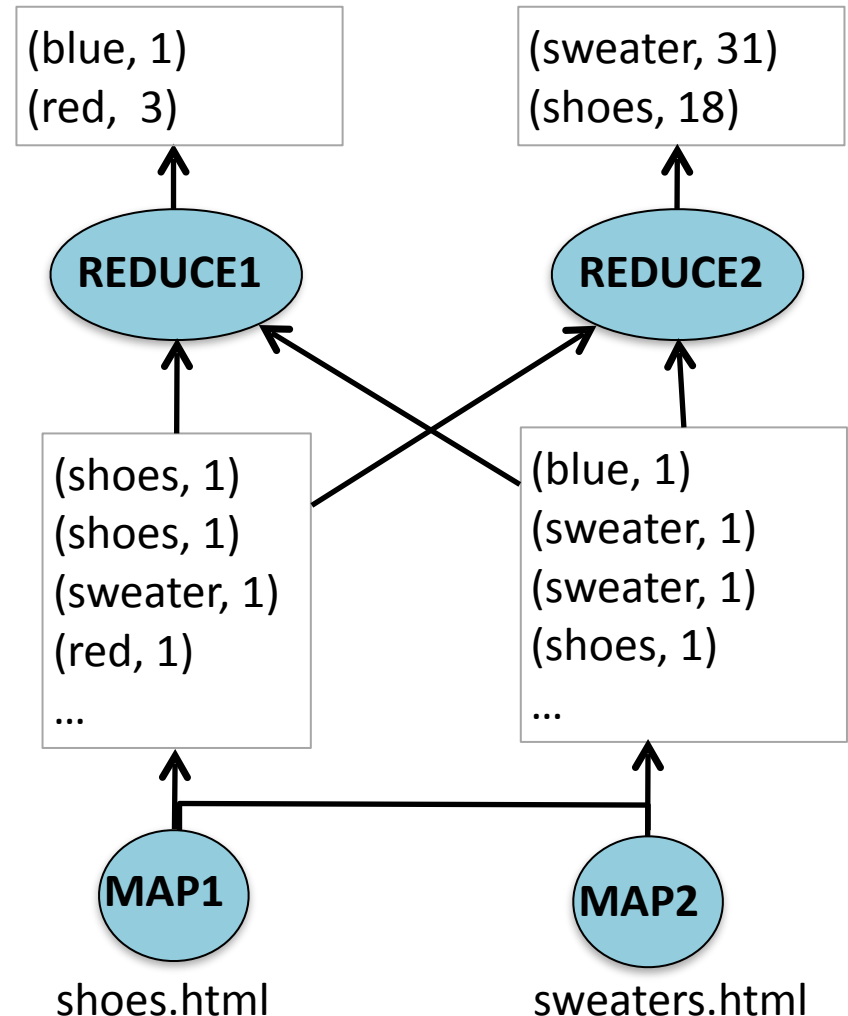 (blue, 1)
(red,  3)
(sweater, 31)
(shoes, 18)
REDUCE1
REDUCE2
(shoes, 1)
(shoes, 1)
(sweater, 1)
(red, 1)
...
(blue, 1)
(sweater, 1)
(sweater, 1)
(shoes, 1)
...
MAP1
MAP2
shoes.html
sweaters.html